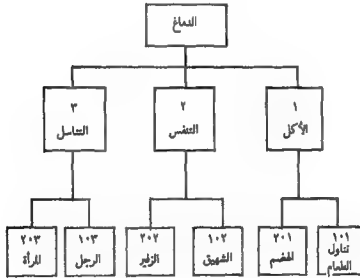 الدماغ
١
الأكل
٢
التنفس
٣
التناسل
١٠١
تناول
الطعام
٢٠١
الهضم
١٠٢
الشهيق
٢٠٢
الزفير
١٠٣
الرجل
٢٠٣
المرأة